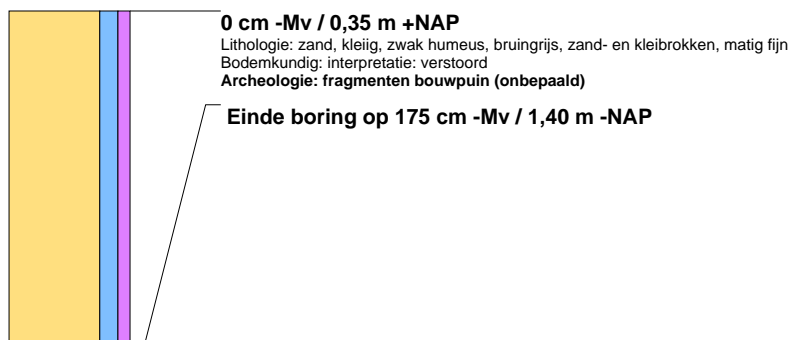 0 cm -Mv / 0,35 m +NAP
Lithologie: zand, kleiig, zwak humeus, bruingrijs, zand- en kleibrokken, matig fijn
Bodemkundig: interpretatie: verstoord
Archeologie: fragmenten bouwpuin (onbepaald)
Einde boring op 175 cm -Mv / 1,40 m -NAP